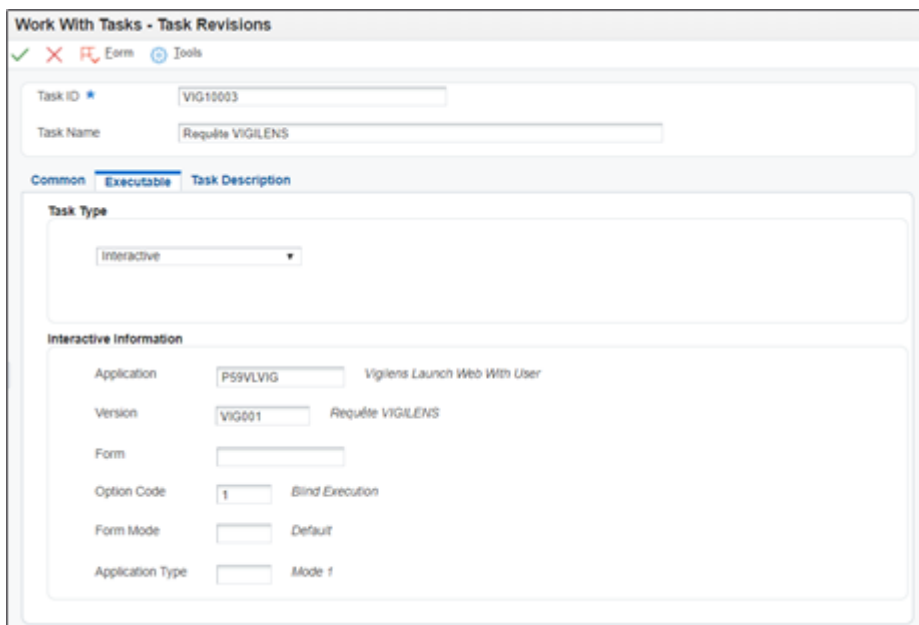 Work With Tasks - Task Revisions
Form Tools
Task ID * VIG10003
Task Name Requête VIGILENS
Common Executable Task Description
Task Type
Interactive
Interactive Information
Application P59VLVIG Vigilens Launch Web With User
Version VIG001 Requête VIGILENS
Form
Option Code 1 Blind Execution
Form Mode Default
Application Type Mode 1